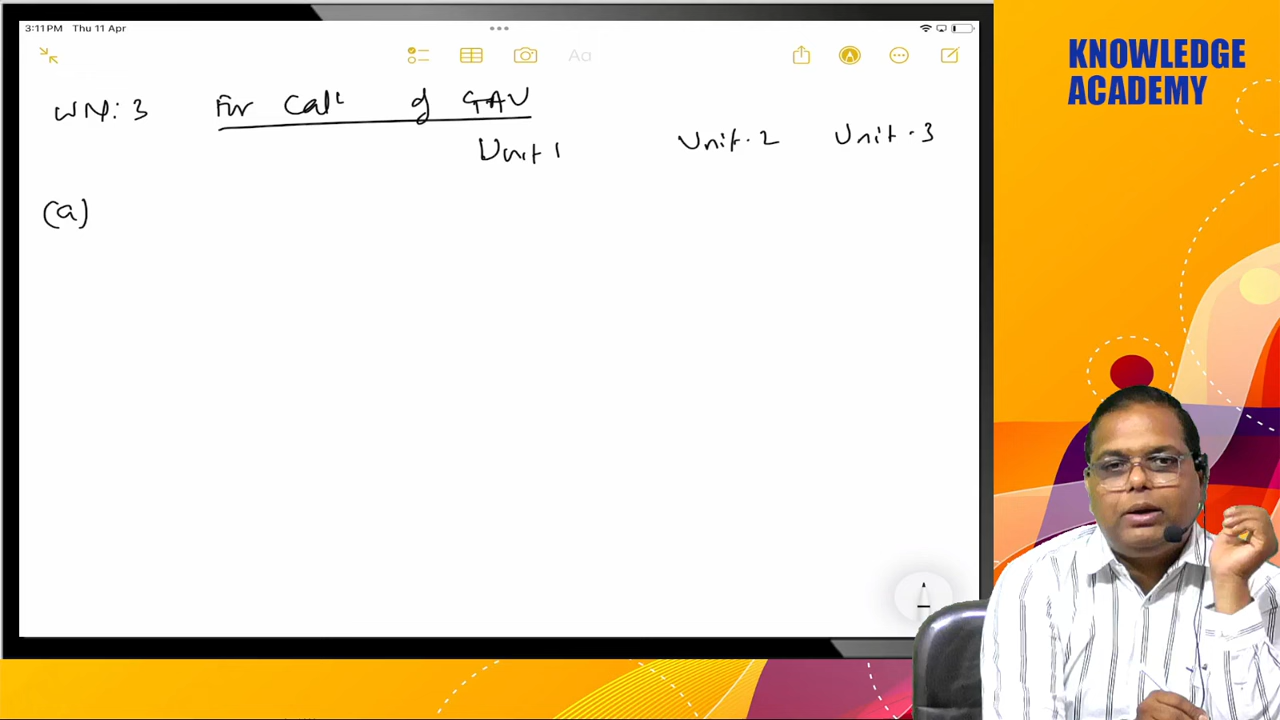 3:11 PM Thu 11 Apr
Aa
KNOWLEDGE
ACADEMY
WN: 3 For Calc of GAV
Unit 1 Unit.2 Unit.3
(a)